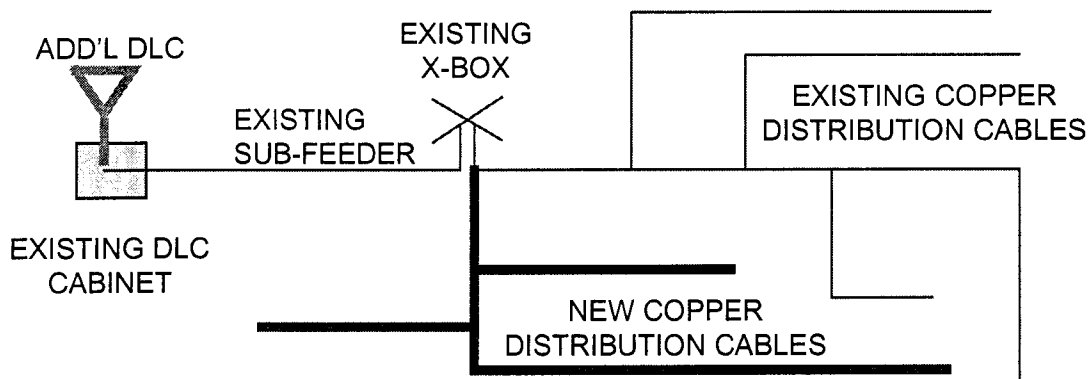 ADD'L DLC
EXISTING
X-BOX
EXISTING
SUB-FEEDER
EXISTING COPPER
DISTRIBUTION CABLES
EXISTING DLC
CABINET
NEW COPPER
DISTRIBUTION CABLES